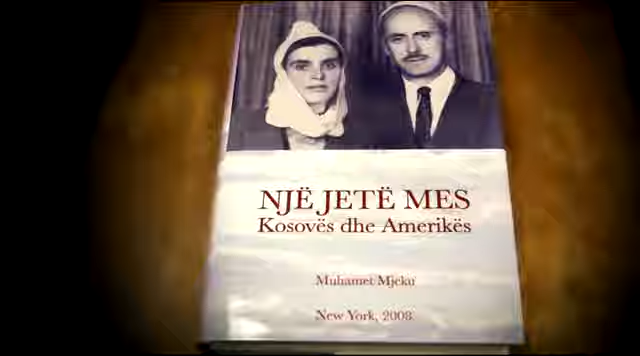 NJË JETË MES
Kosovës dhe Amerikës
Muhamet Mjeku
New York, 2008